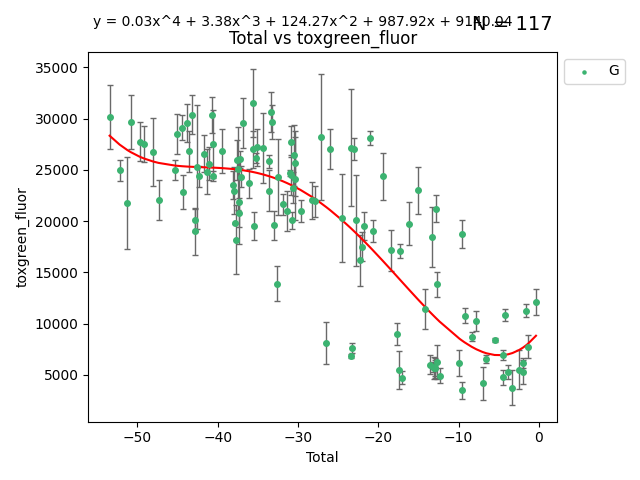 y = 0.03x^4 + 3.38x^3 + 124.27x^2 + 987.92x +
N = 117
Total vs toxgreen_fluor
G
35000
30000
25000
20000
15000
10000
5000
toxgreen_fluor
−50
−40
−30
−20
−10
0
Total